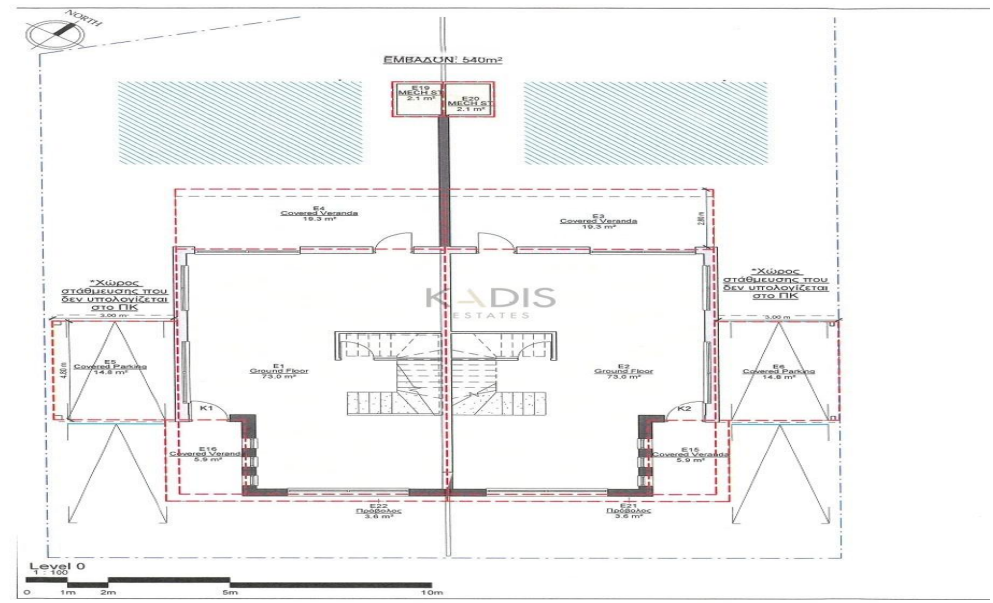 NORTH
ΕΜΒΑΔΟΝ: 540m²
E19
MECH ST
2.1 m²
E20
MECH ST
2.1 m²
E4
Covered Veranda
19.3 m²
E3
Covered Veranda
19.3 m²
2.80 m
*Χώρος
στάθμευσης που
δεν υπολογίζεται
στο ΠΚ
3.00 m
*Χώρος
στάθμευσης που
δεν υπολογίζεται
στο ΠΚ
3.00 m
KADIS
ESTATES
4.80 m
E5
Covered Parking
14.8 m²
E1
Ground Floor
73.0 m²
E2
Ground Floor
73.0 m²
E6
Covered Parking
14.8 m²
K1
K2
E16
Covered Veranda
5.9 m²
E15
Covered Veranda
5.9 m²
E22
Πρόβολος
3.6 m²
E21
Πρόβολος
3.6 m²
Level 0
1 : 100
0 1m 2m 5m 10m